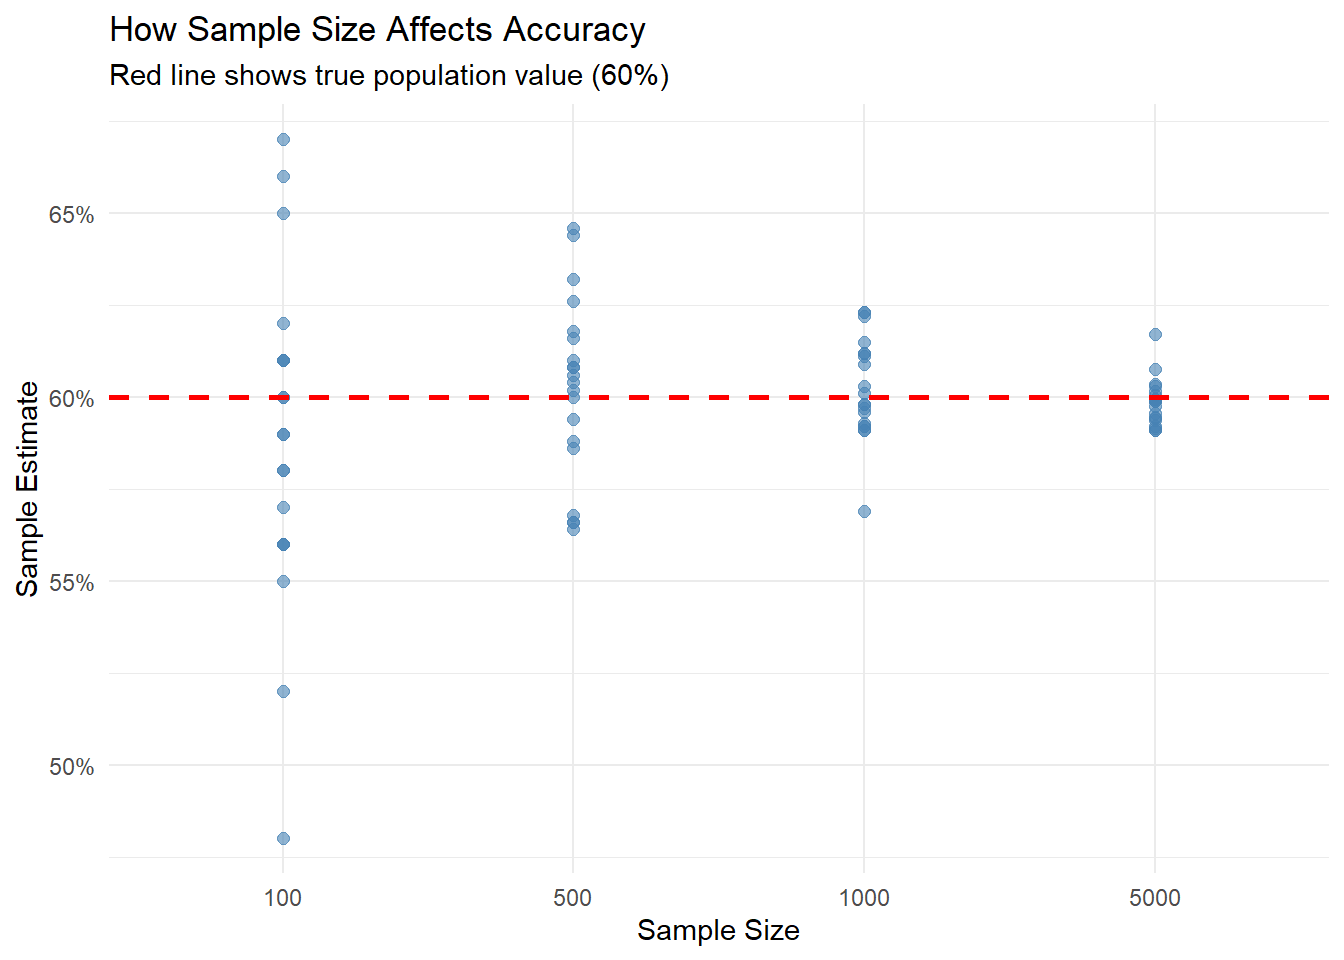 How Sample Size Affects Accuracy
Red line shows true population value (60%)
65%
60%
55%
50%
Sample Estimate
100 500 1000 5000
Sample Size